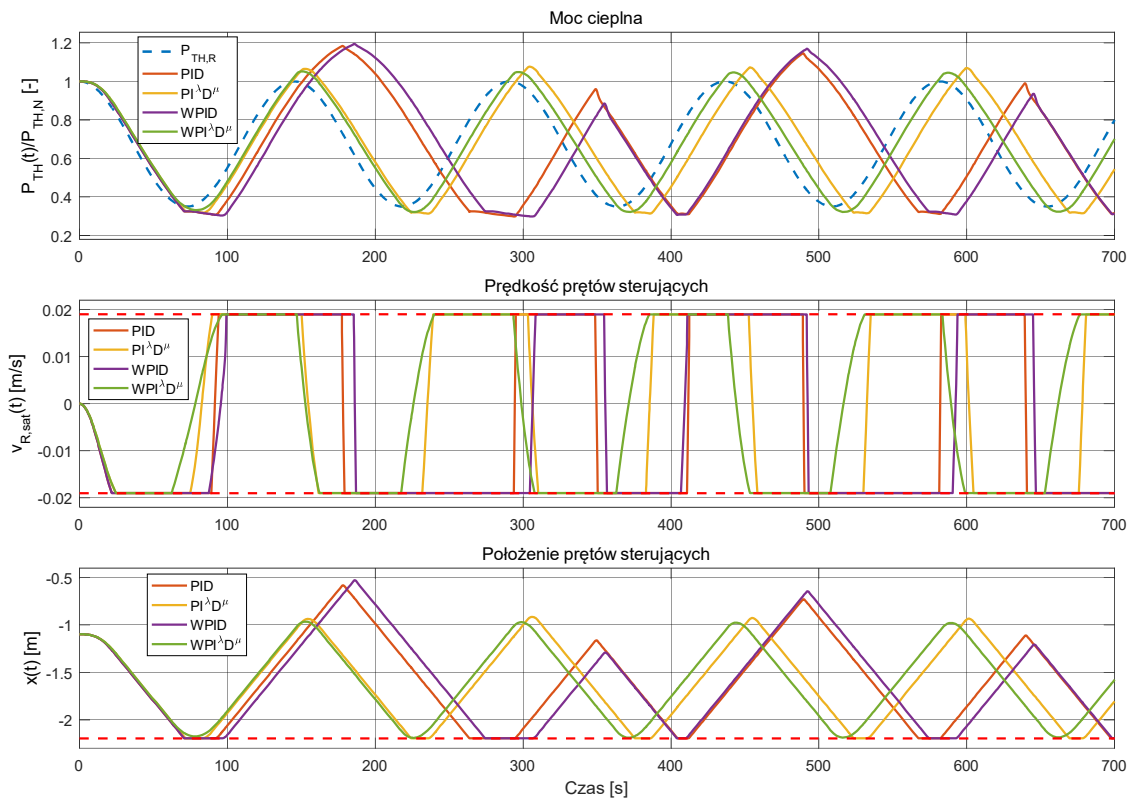 Moc cieplna
P_TH(t)/P_TH,N [-]
1.2
1
0.8
0.6
0.4
0.2
P_TH,R
PID
PI^λD^μ
WPID
WPI^λD^μ
0 100 200 300 400 500 600 700
Prędkość prętów sterujących
v_R,sat(t) [m/s]
0.02
0.01
0
-0.01
-0.02
PID
PI^λD^μ
WPID
WPI^λD^μ
0 100 200 300 400 500 600 700
Położenie prętów sterujących
x(t) [m]
-0.5
-1
-1.5
-2
PID
PI^λD^μ
WPID
WPI^λD^μ
0 100 200 300 400 500 600 700
Czas [s]